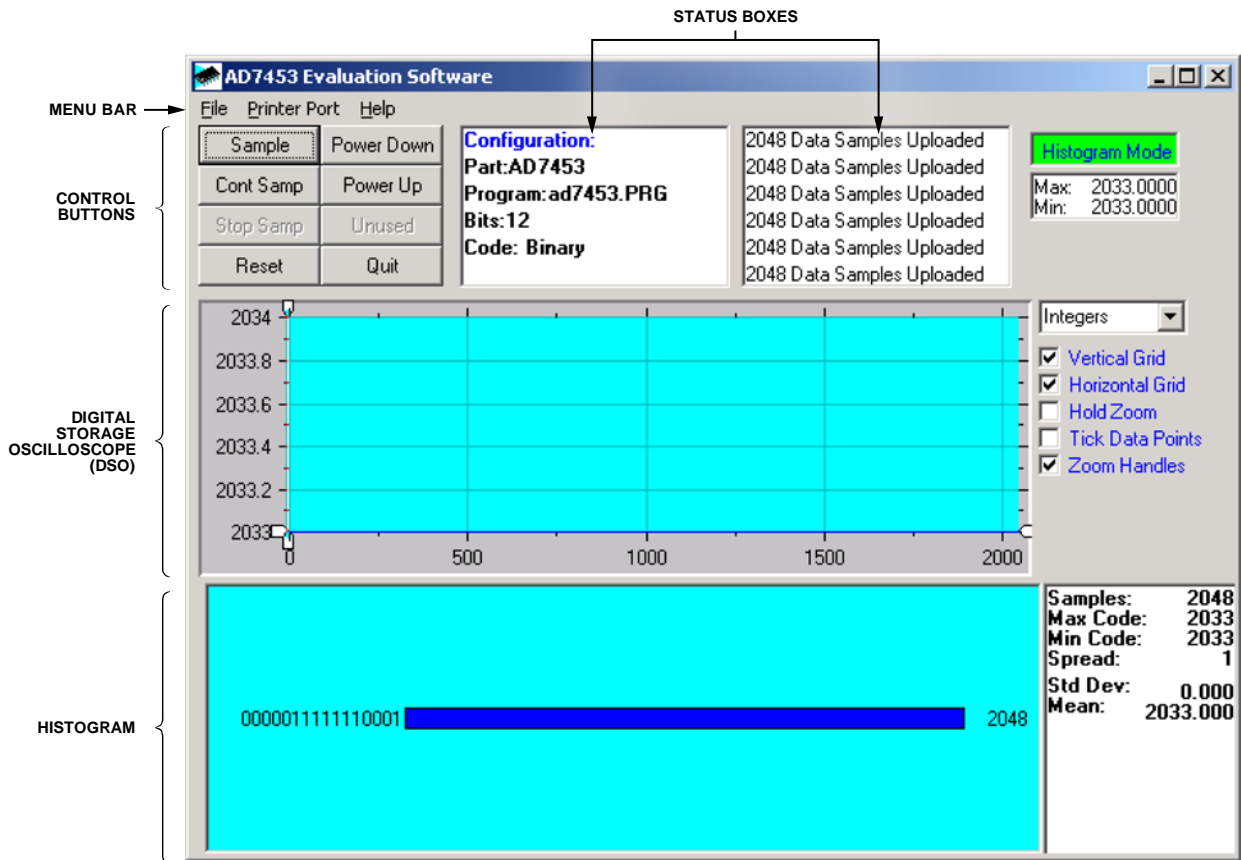 STATUS BOXES
AD7453 Evaluation Software
MENU BAR
File Printer Port Help
CONTROL
BUTTONS
Sample Power Down
Cont Samp Power Up
Stop Samp Unused
Reset Quit
Configuration:
Part:AD7453
Program:ad7453.PRG
Bits:12
Code: Binary
2048 Data Samples Uploaded
2048 Data Samples Uploaded
2048 Data Samples Uploaded
2048 Data Samples Uploaded
2048 Data Samples Uploaded
2048 Data Samples Uploaded
Histogram Mode
Max: 2033.0000
Min: 2033.0000
DIGITAL
STORAGE
OSCILLOSCOPE
(DSO)
2034
2033.8
2033.6
2033.4
2033.2
2033
0 500 1000 1500 2000
Integers
Vertical Grid
Horizontal Grid
Hold Zoom
Tick Data Points
Zoom Handles
HISTOGRAM
0000011111110001 2048
Samples: 2048
Max Code: 2033
Min Code: 2033
Spread: 1
Std Dev: 0.000
Mean: 2033.000